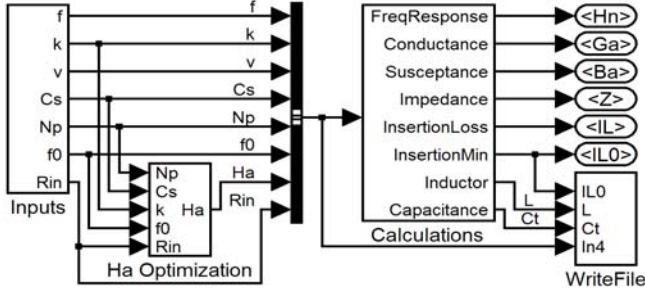 f
k
v
Cs
Np
f0
Rin
Inputs
Np
Cs
k
f0
Rin
Ha
Ha Optimization
f
k
v
Cs
Np
f0
Ha
Rin
FreqResponse
Conductance
Susceptance
Impedance
InsertionLoss
InsertionMin
Inductor
Capacitance
Calculations
L
Ct
<Hn>
<Ga>
<Ba>
<Z>
<IL>
<IL0>
IL0
L
Ct
In4
WriteFile